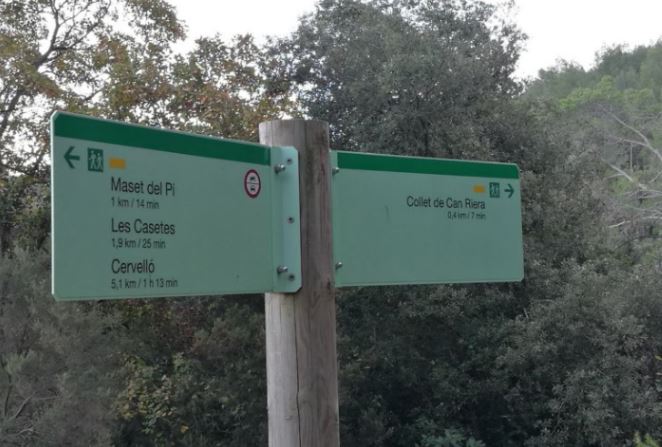 Maset del Pi
1 km / 14 min
Les Casetes
1,9 km / 25 min
Cervelló
5,1 km / 1 h 13 min
Collet de Can Riera
0,4 km / 7 min